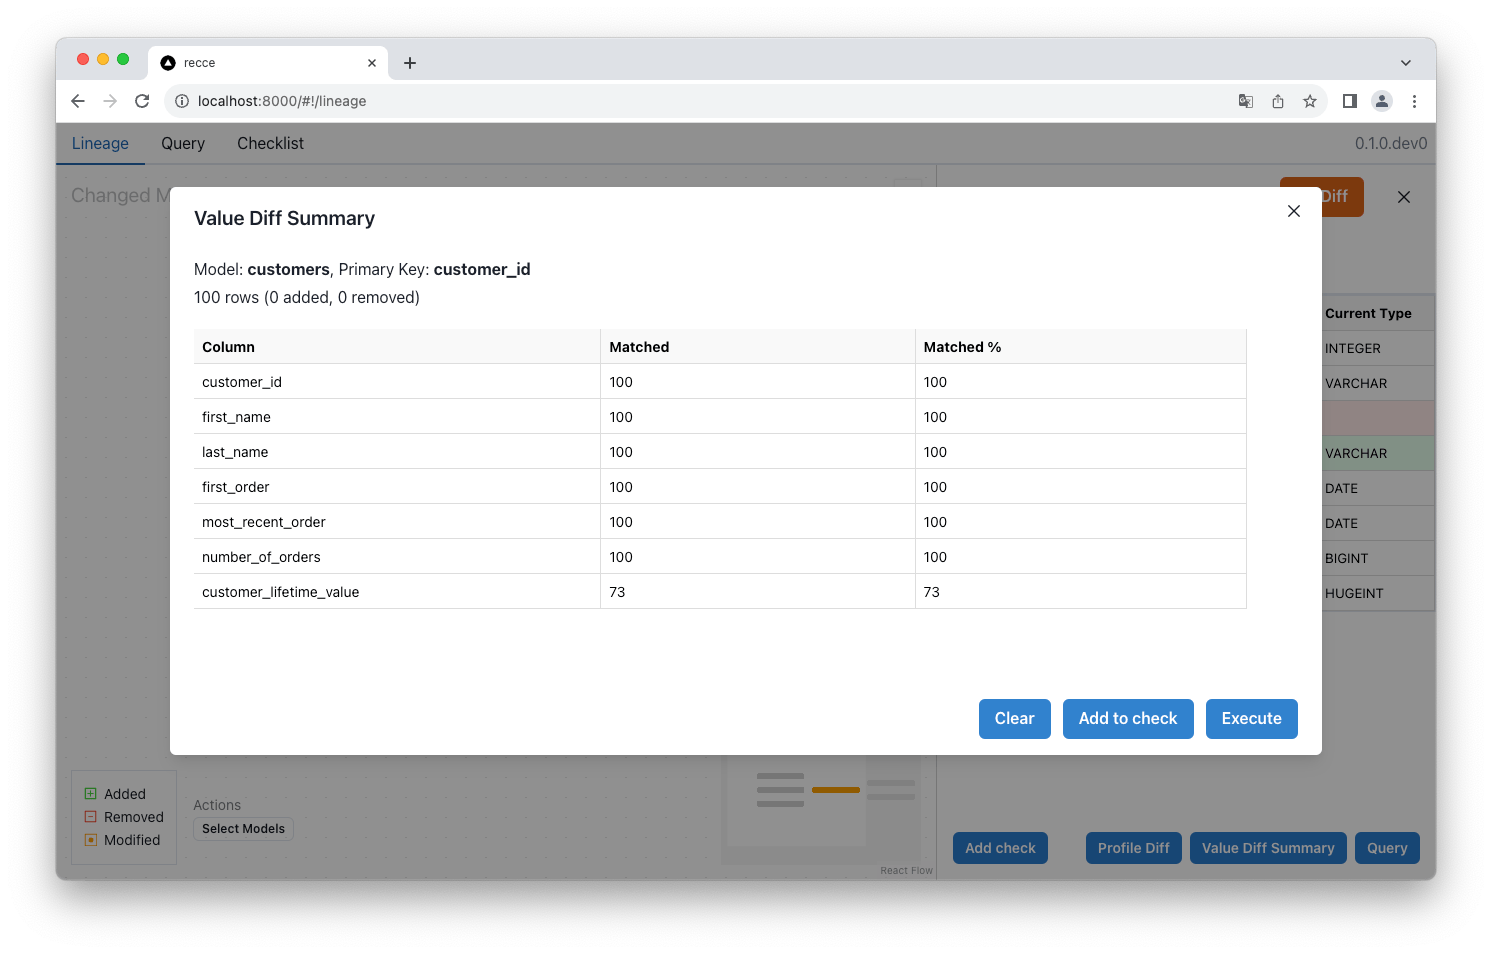 recce
localhost:8000/#!/lineage
Lineage Query Checklist 0.1.0.dev0
Changed M
Diff
Value Diff Summary
Model: customers, Primary Key: customer_id
100 rows (0 added, 0 removed)
Column Matched Matched %
customer_id 100 100
first_name 100 100
last_name 100 100
first_order 100 100
most_recent_order 100 100
number_of_orders 100 100
customer_lifetime_value 73 73
Clear Add to check Execute
Current Type
INTEGER
VARCHAR
VARCHAR
DATE
DATE
BIGINT
HUGEINT
Added
Removed
Modified
Actions
Select Models
React Flow
Add check Profile Diff Value Diff Summary Query